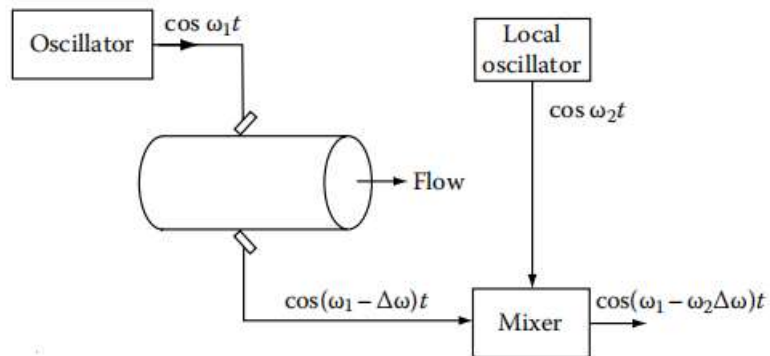 cos ω₁t
Oscillator
Local
oscillator
cos ω₂t
Flow
cos(ω₁ − Δω)t
cos(ω₁ − ω₂Δω)t
Mixer